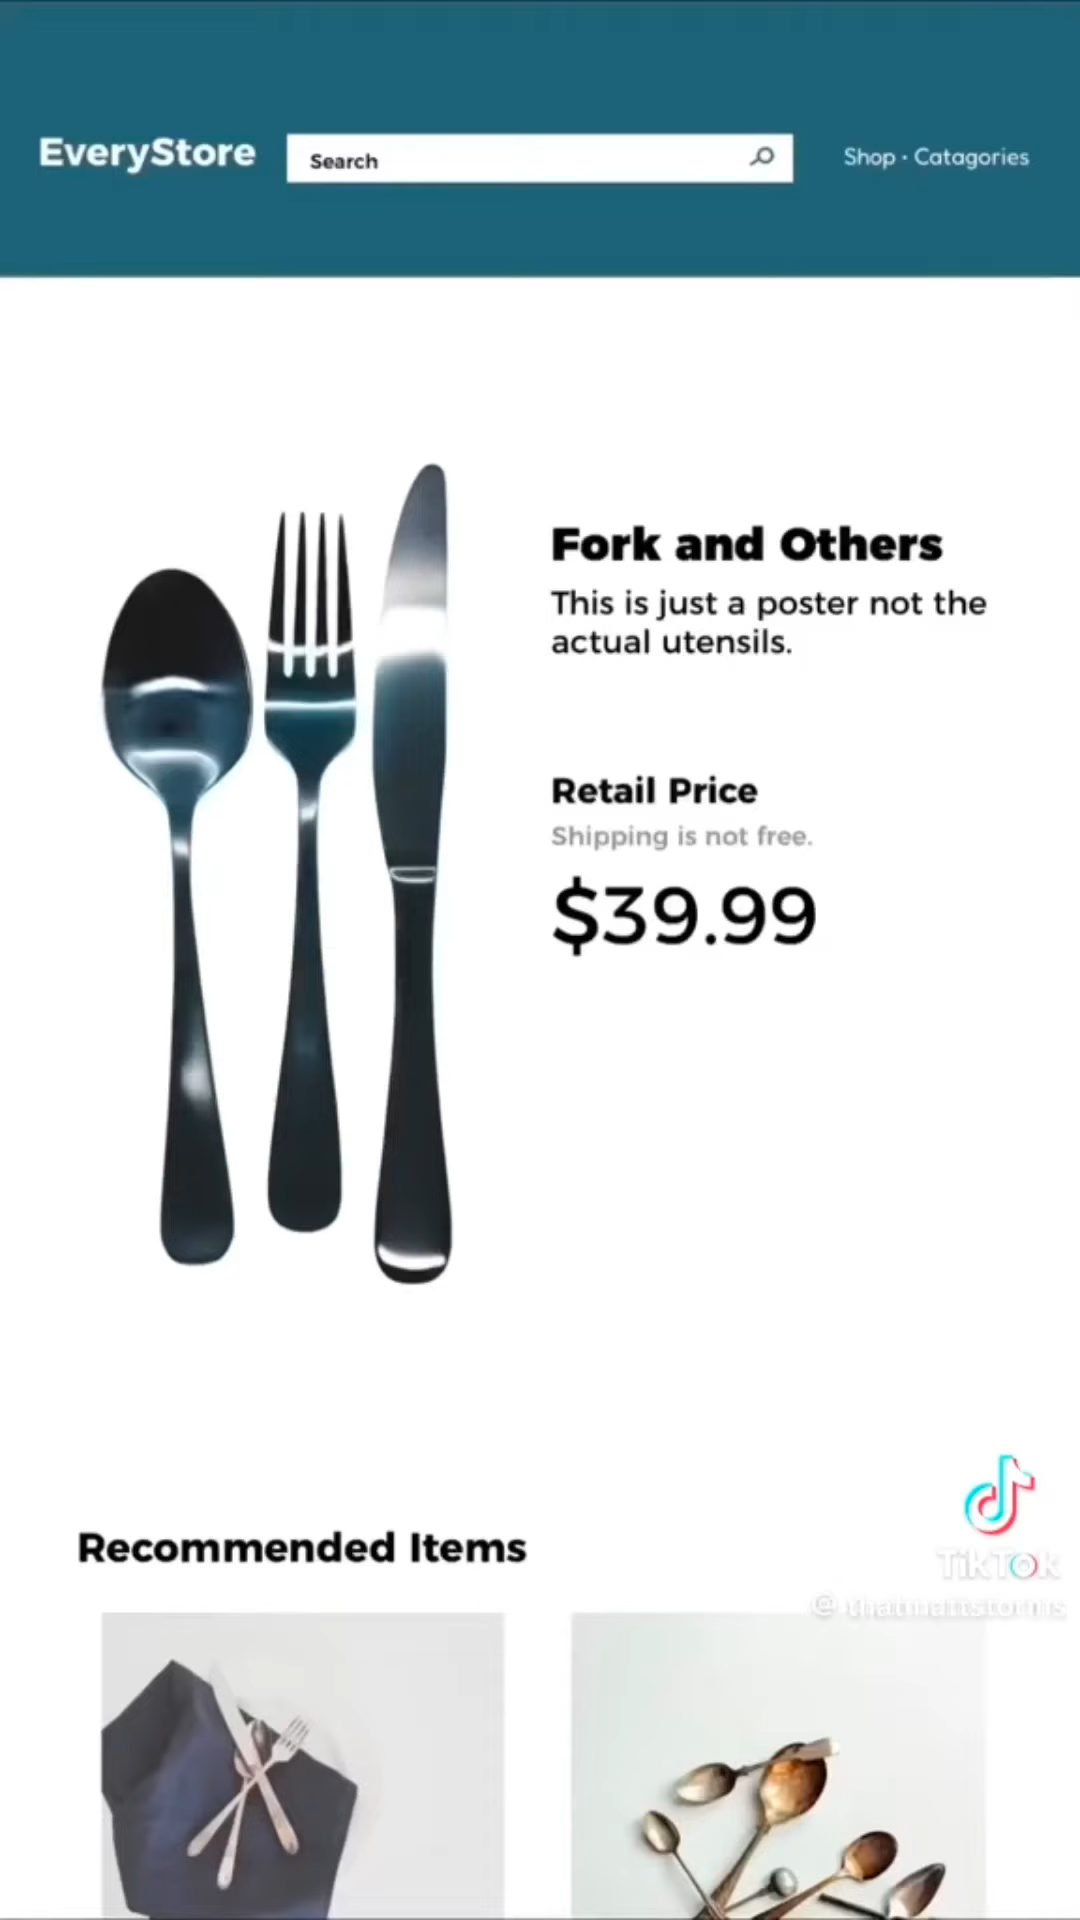 EveryStore
Search
Shop · Catagories
Fork and Others
This is just a poster not the
actual utensils.
Retail Price
Shipping is not free.
$39.99
Recommended Items
TikTok